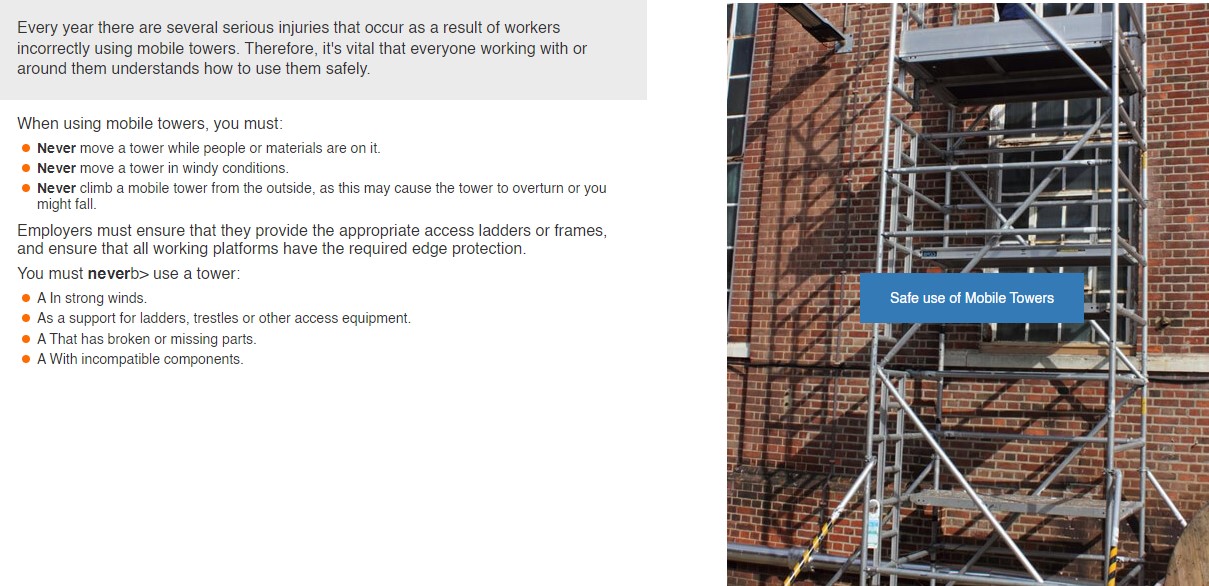 Every year there are several serious injuries that occur as a result of workers
incorrectly using mobile towers. Therefore, it's vital that everyone working with or
around them understands how to use them safely.
When using mobile towers, you must:
Never move a tower while people or materials are on it.
Never move a tower in windy conditions.
Never climb a mobile tower from the outside, as this may cause the tower to overturn or you
might fall.
Employers must ensure that they provide the appropriate access ladders or frames,
and ensure that all working platforms have the required edge protection.
You must neverb> use a tower:
A In strong winds.
As a support for ladders, trestles or other access equipment.
A That has broken or missing parts.
A With incompatible components.
Safe use of Mobile Towers